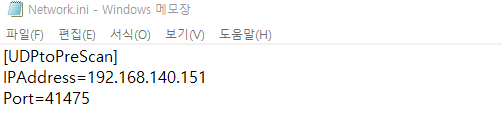 Network.ini - Windows 메모장
파일(F) 편집(E) 서식(O) 보기(V) 도움말(H)
[UDPtoPreScan]
IPAddress=192.168.140.151
Port=41475